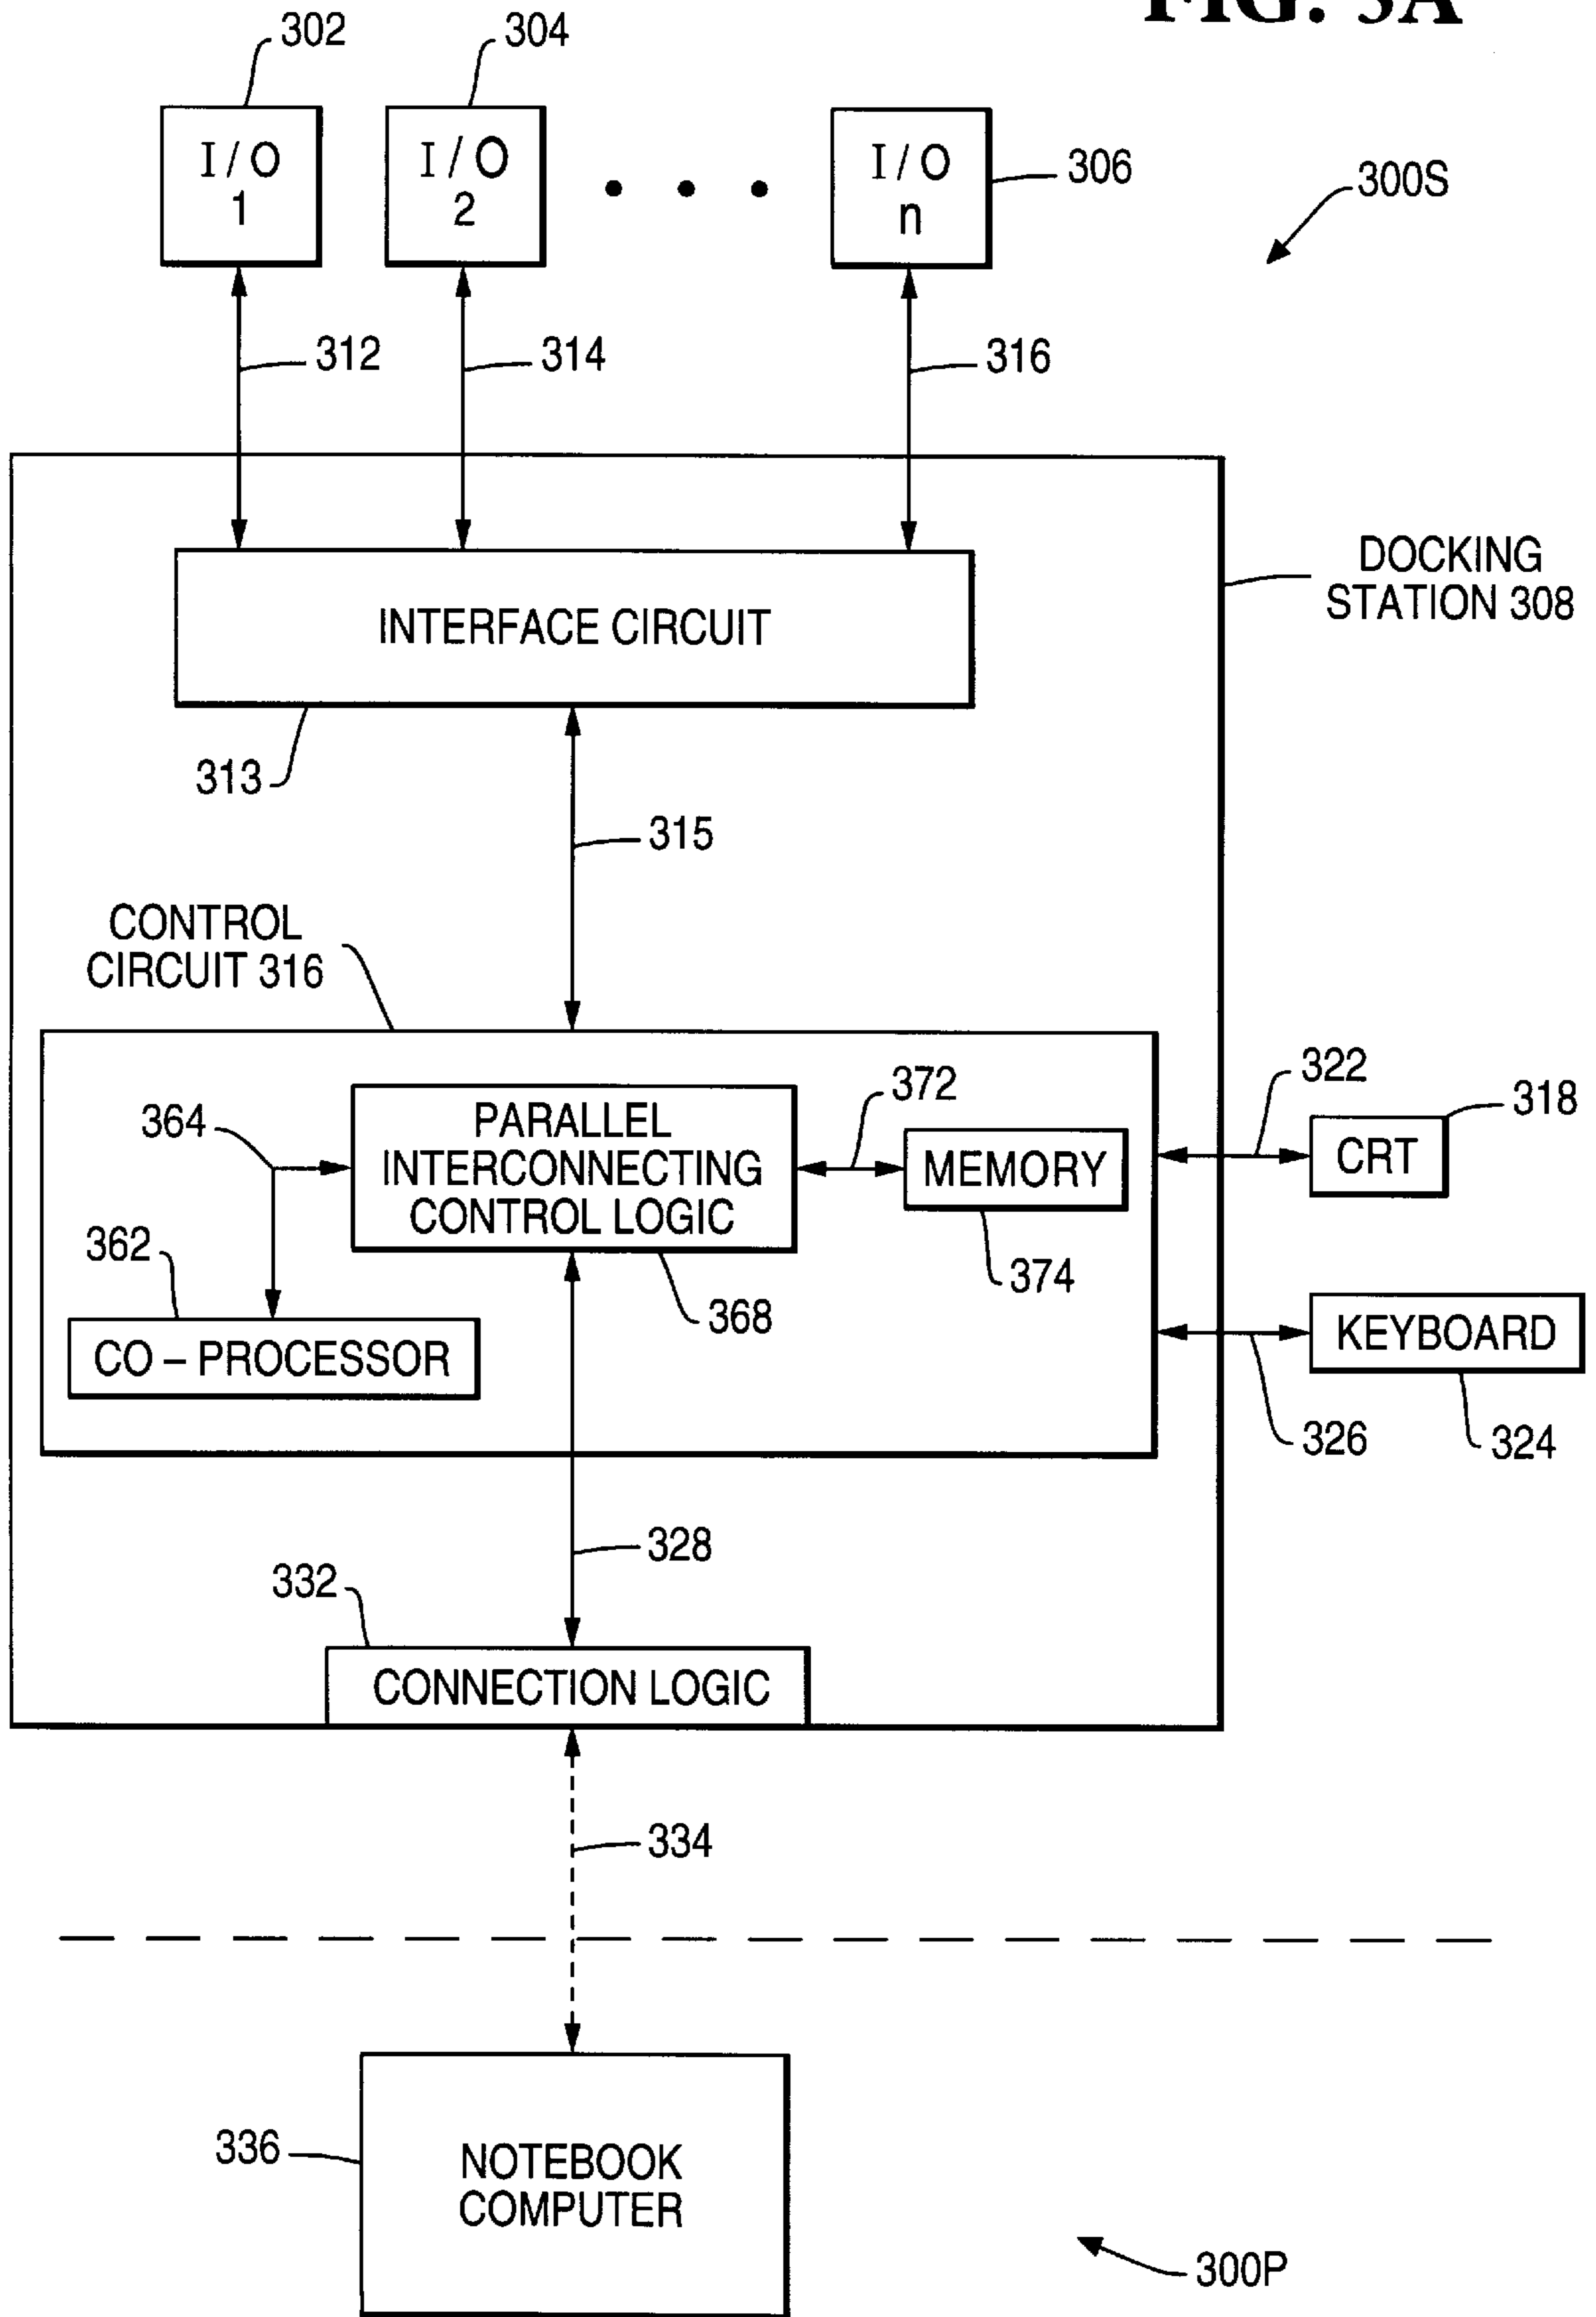 FIG. 3A
302
304
I/O
1
I/O
2
I/O
n
306
300S
312
314
316
DOCKING
STATION 308
INTERFACE CIRCUIT
313
315
CONTROL
CIRCUIT 316
364
PARALLEL
INTERCONNECTING
CONTROL LOGIC
372
MEMORY
322
318
CRT
362
368
374
CO – PROCESSOR
KEYBOARD
326
324
328
332
CONNECTION LOGIC
334
336
NOTEBOOK
COMPUTER
300P